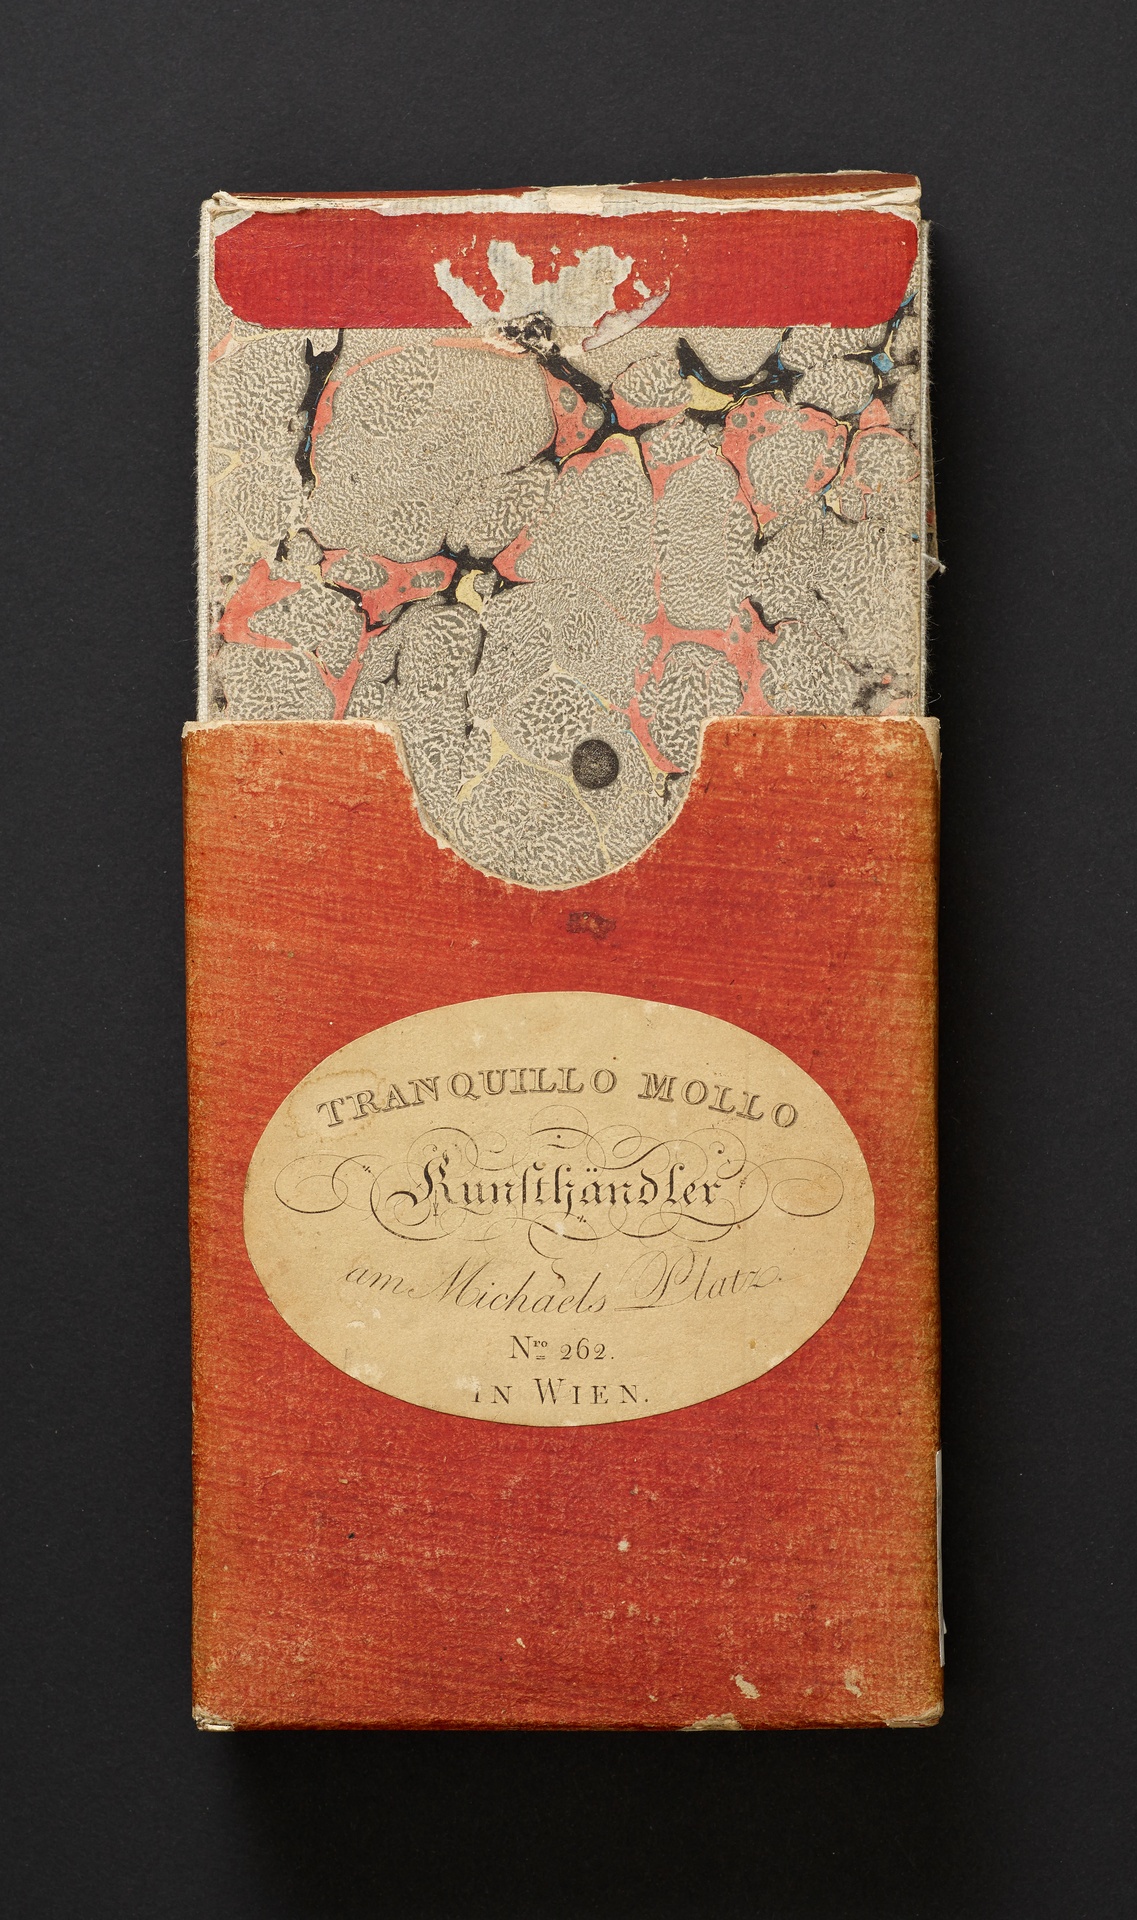 TRANQUILLO MOLLO
Kunsthändler
am Michaels Platz.
Nro 262.
IN WIEN.